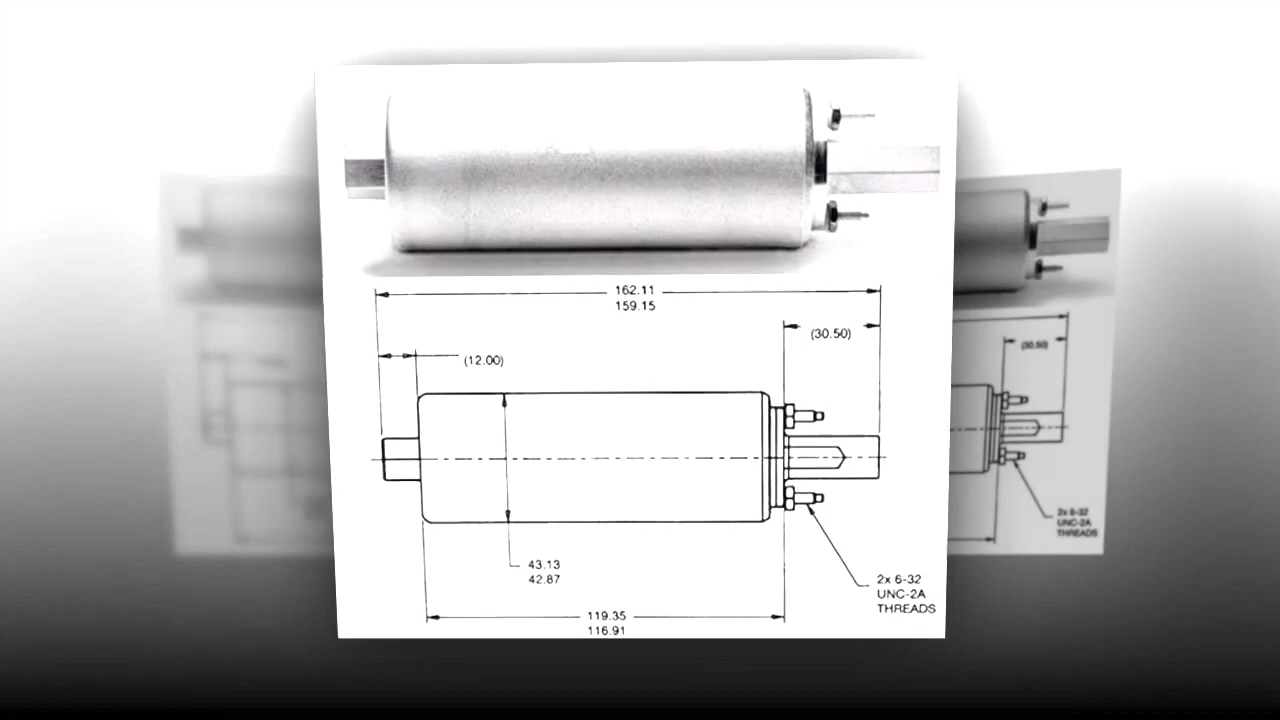 162.11
159.15
(30.50)
(12.00)
43.13
42.87
2x 6-32
UNC-2A
THREADS
119.35
116.91
(30.50)
2x 6-32
UNC-2A
THREADS